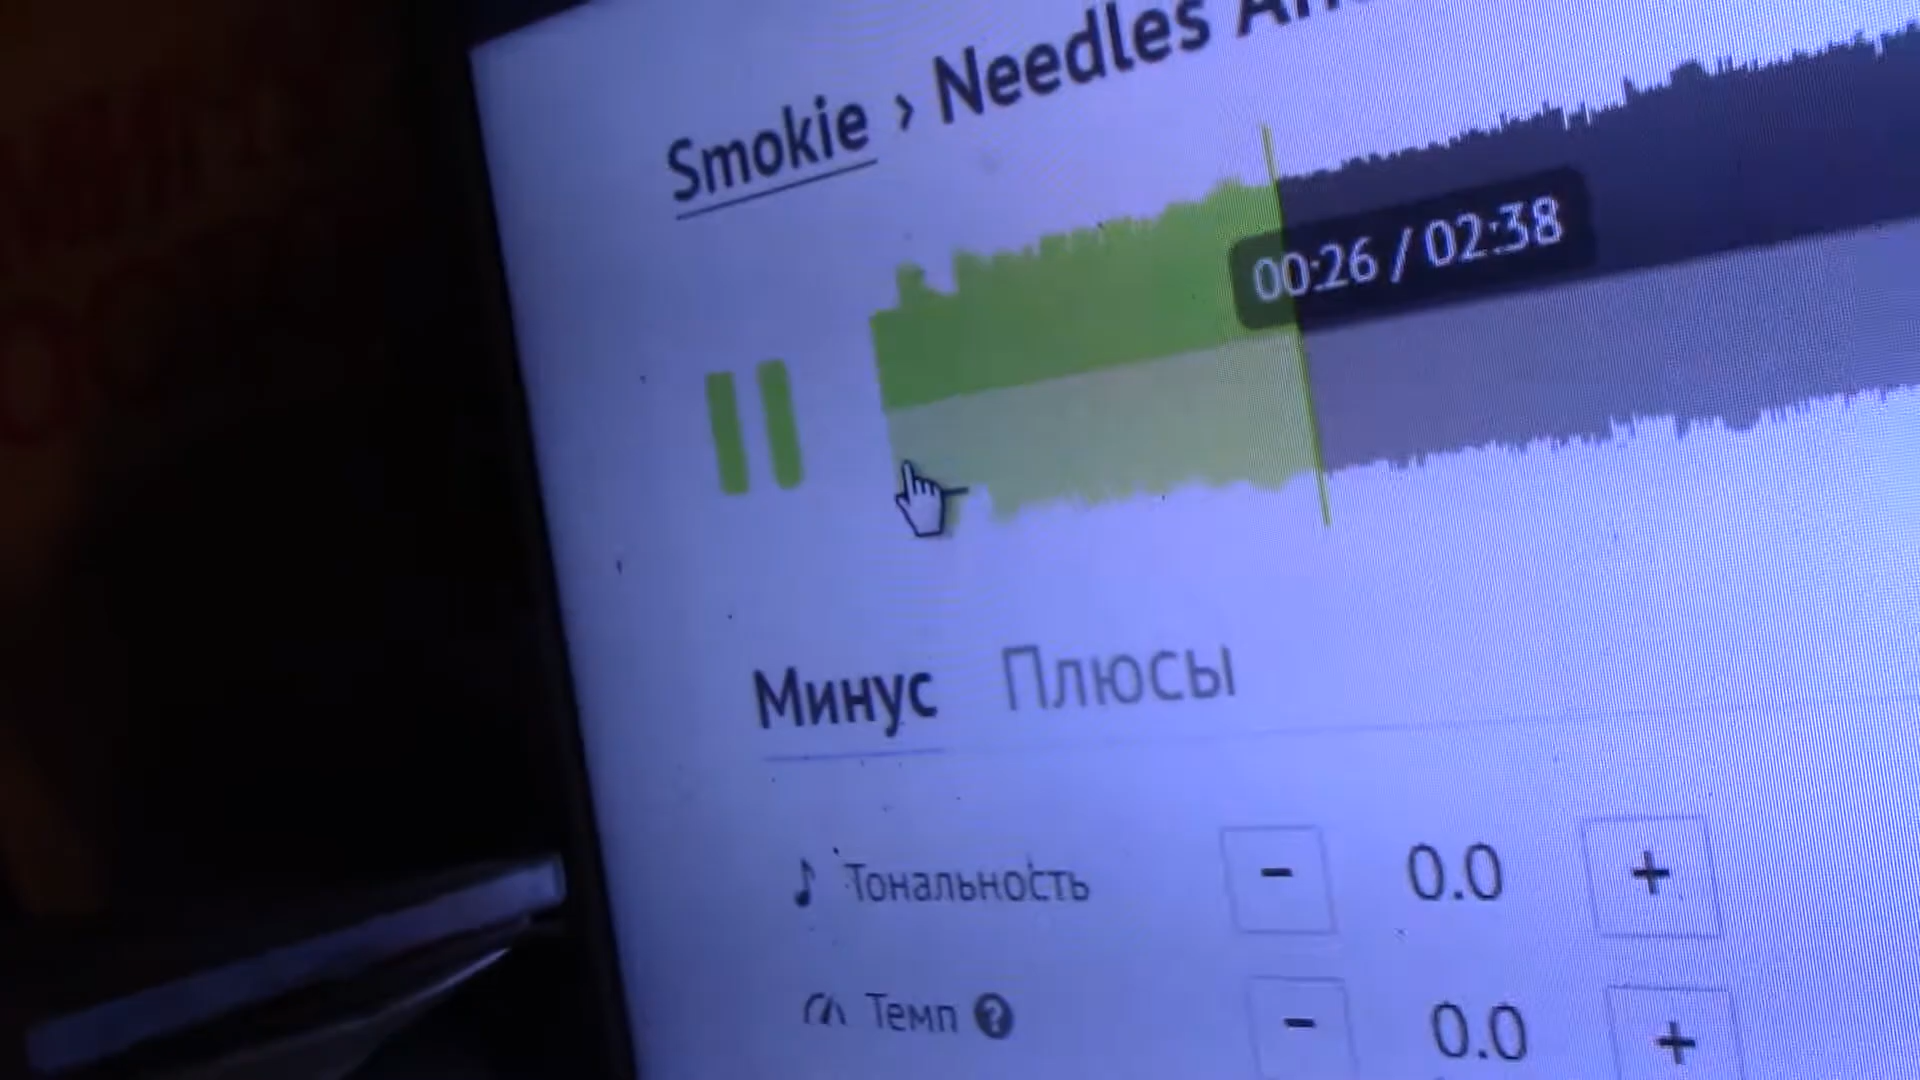 Smokie › Needles
00:26 / 02:38
Минус Плюсы
Тональность - 0.0 +
Темп ? - 0.0 +